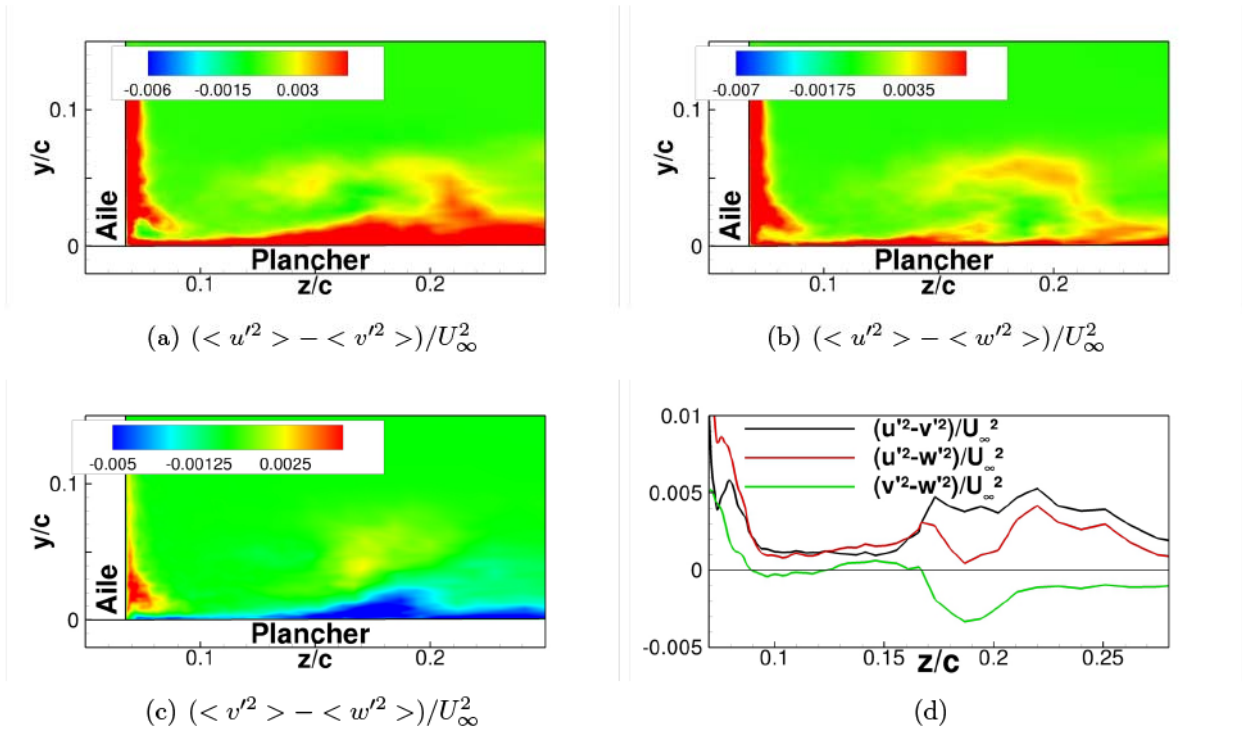 -0.006 -0.0015 0.003
0.1
y/c
Aile
0
Plancher
0.1 z/c 0.2
(a) (< u'² > − < v'² >)/U∞²
-0.007 -0.00175 0.0035
0.1
y/c
Aile
0
Plancher
0.1 z/c 0.2
(b) (< u'² > − < w'² >)/U∞²
-0.005 -0.00125 0.0025
0.1
y/c
Aile
0
Plancher
0.1 z/c 0.2
(c) (< v'² > − < w'² >)/U∞²
0.01
(u'²-v'²)/U∞²
(u'²-w'²)/U∞²
0.005
(v'²-w'²)/U∞²
0
-0.005
0.1 0.15 z/c 0.2 0.25
(d)